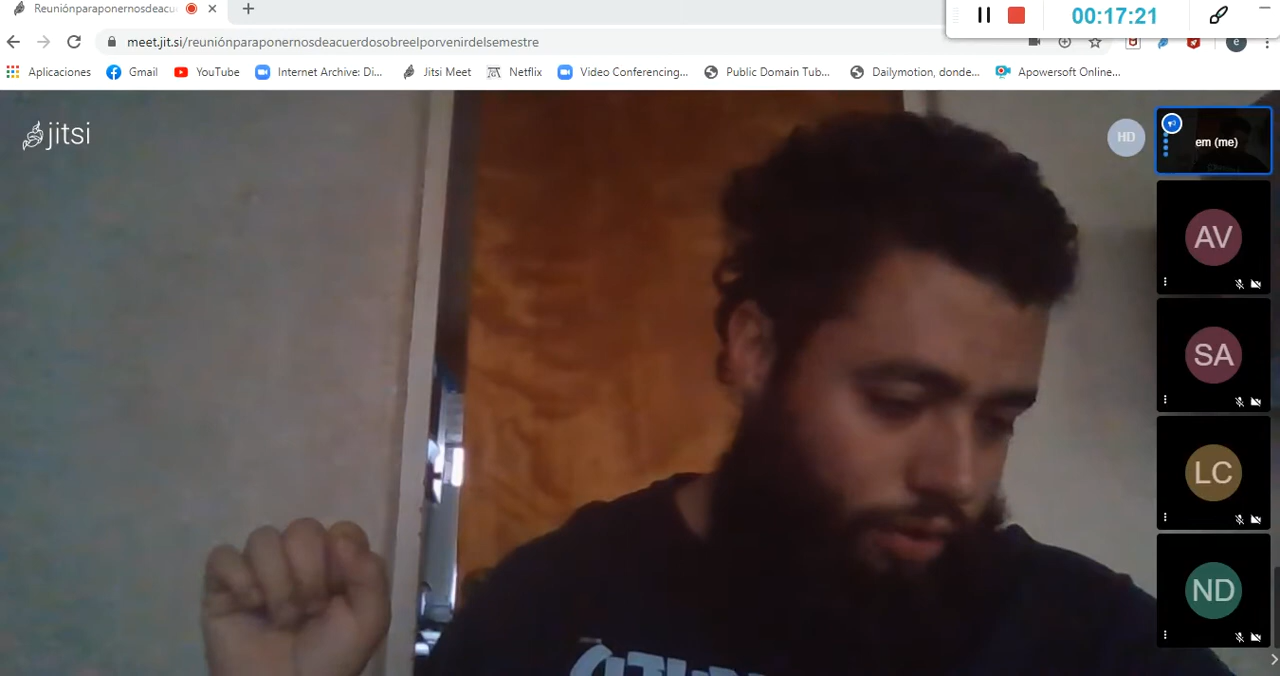 Reuniónparaponernosdeacu
00:17:21
meet.jit.si/reuniónparaponernosdeacuerdosobreelporvenirdelsemestre
e
Aplicaciones Gmail YouTube Internet Archive: Di... Jitsi Meet Netflix Video Conferencing... Public Domain Tub... Dailymotion, donde... Apowersoft Online...
jitsi
HD
em (me)
AV
SA
LC
ND